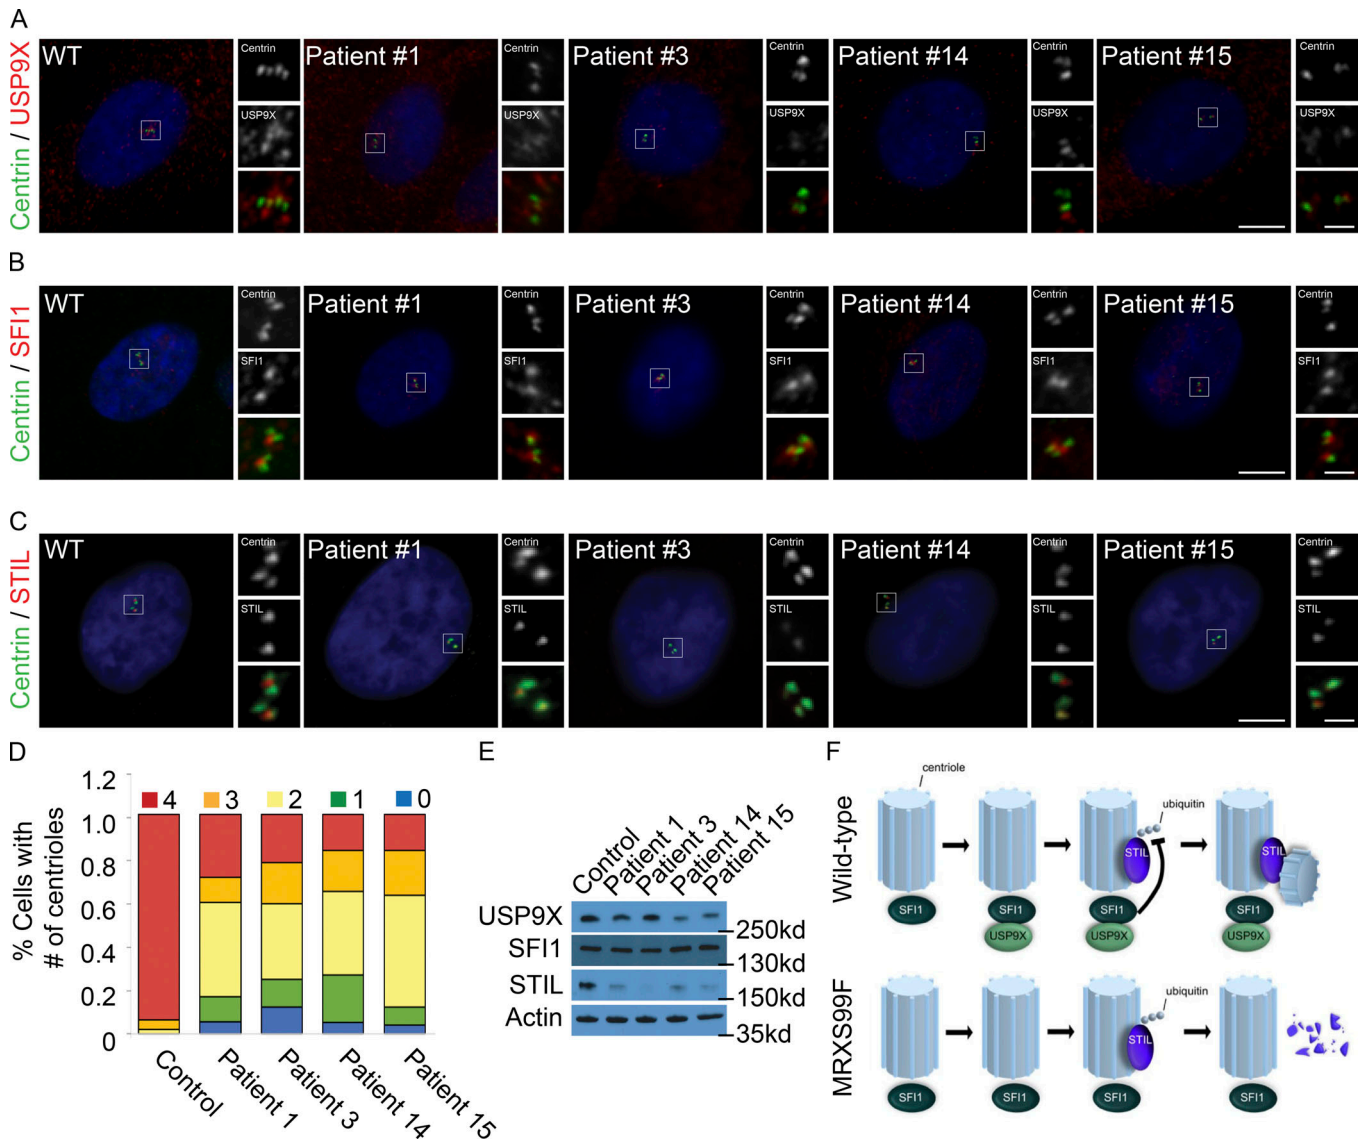 A
Centrin / USP9X
WT
Centrin
USP9X
Patient #1
Centrin
USP9X
Patient #3
Centrin
USP9X
Patient #14
Centrin
USP9X
Patient #15
Centrin
USP9X
B
Centrin / SFI1
WT
Centrin
SFI1
Patient #1
Centrin
SFI1
Patient #3
Centrin
SFI1
Patient #14
Centrin
SFI1
Patient #15
Centrin
SFI1
C
Centrin / STIL
WT
Centrin
STIL
Patient #1
Centrin
STIL
Patient #3
Centrin
STIL
Patient #14
Centrin
STIL
Patient #15
Centrin
STIL
D
% Cells with
# of centrioles
1.2
1.0
0.8
0.6
0.4
0.2
0
4 3 2 1 0
Control
Patient 1
Patient 3
Patient 14
Patient 15
E
Control
Patient 1
Patient 3
Patient 14
Patient 15
USP9X
250kd
SFI1
130kd
STIL
150kd
Actin
35kd
F
Wild-type
centriole
ubiquitin
STIL
STIL
SFI1
SFI1
SFI1
SFI1
USP9X
USP9X
USP9X
MRXS99F
ubiquitin
STIL
SFI1
SFI1
SFI1
SFI1